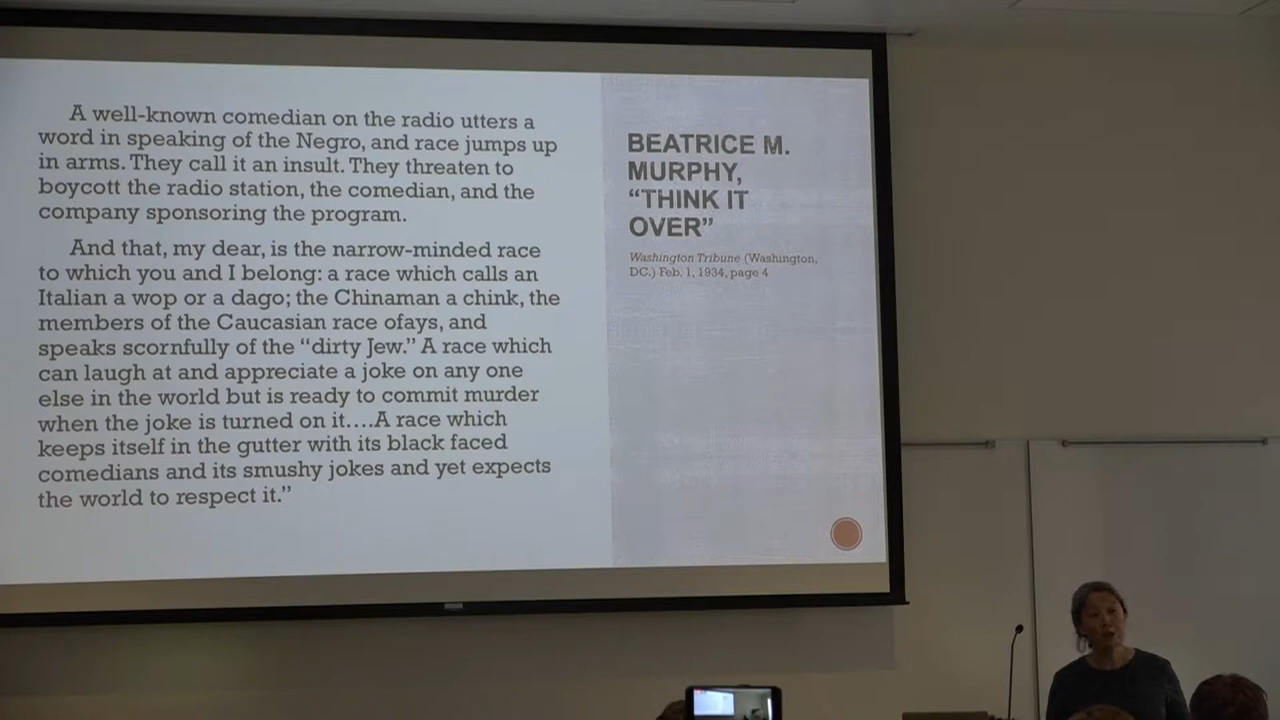 A well-known comedian on the radio utters a
word in speaking of the Negro, and race jumps up
in arms. They call it an insult. They threaten to
boycott the radio station, the comedian, and the
company sponsoring the program.
And that, my dear, is the narrow-minded race
to which you and I belong: a race which calls an
Italian a wop or a dago; the Chinaman a chink, the
members of the Caucasian race ofays, and
speaks scornfully of the “dirty Jew.” A race which
can laugh at and appreciate a joke on any one
else in the world but is ready to commit murder
when the joke is turned on it....A race which
keeps itself in the gutter with its black faced
comedians and its smushy jokes and yet expects
the world to respect it.”
BEATRICE M.
MURPHY,
“THINK IT
OVER”
Washington Tribune (Washington,
DC.) Feb. 1, 1934, page 4